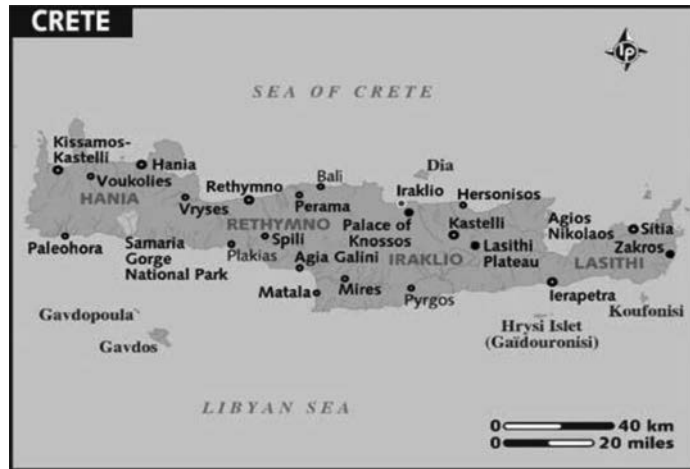 CRETE
lp
SEA OF CRETE
Kissamos-
Kastelli
Hania
Voukolies
HANIA
Vryses
Rethymno
Bali
Perama
Dia
Iraklio
Hersonisos
Palace of
Knossos
Kastelli
Agios
Nikolaos
Sitia
Zakros
Paleohora
Samaria
Gorge
National Park
RETHYMNO
Spili
Plakias
Agia Galini
IRAKLIO
Lasithi
Plateau
LASITHI
Matala
Mires
Pyrgos
Ierapetra
Koufonisi
Gavdopoula
Gavdos
Hrysi Islet
(Gaïdouronisi)
LIBYAN SEA
0 40 km
0 20 miles